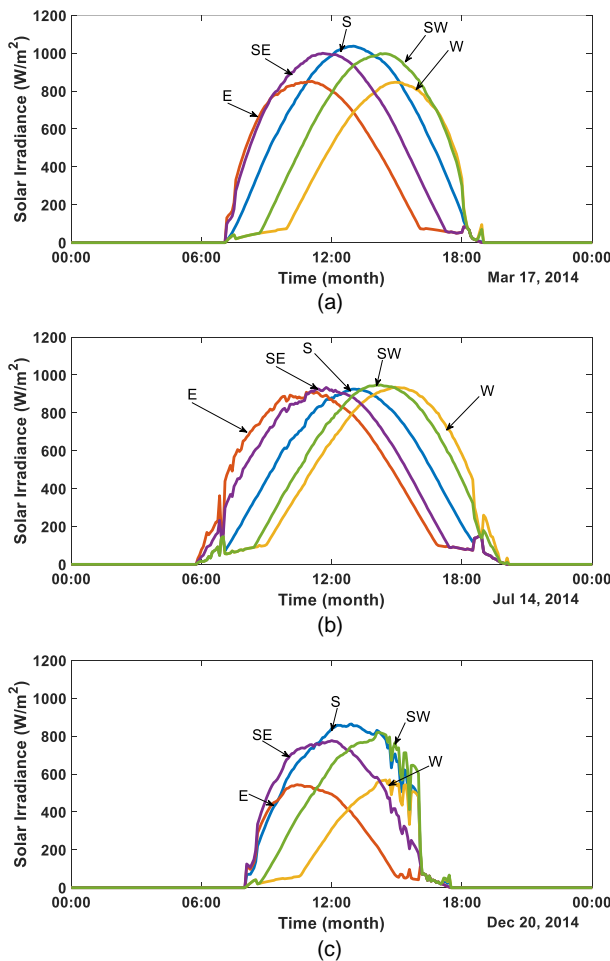 1200
1000
800
600
400
200
0
Solar Irradiance (W/m²)
S
SE
SW
W
E
00:00 06:00 12:00 18:00 00:00
Time (month)
Mar 17, 2014
(a)
1200
1000
800
600
400
200
0
Solar Irradiance (W/m²)
S
SE
SW
E
W
00:00 06:00 12:00 18:00 00:00
Time (month)
Jul 14, 2014
(b)
1200
1000
800
600
400
200
0
Solar Irradiance (W/m²)
S
SW
SE
W
E
00:00 06:00 12:00 18:00 00:00
Time (month)
Dec 20, 2014
(c)